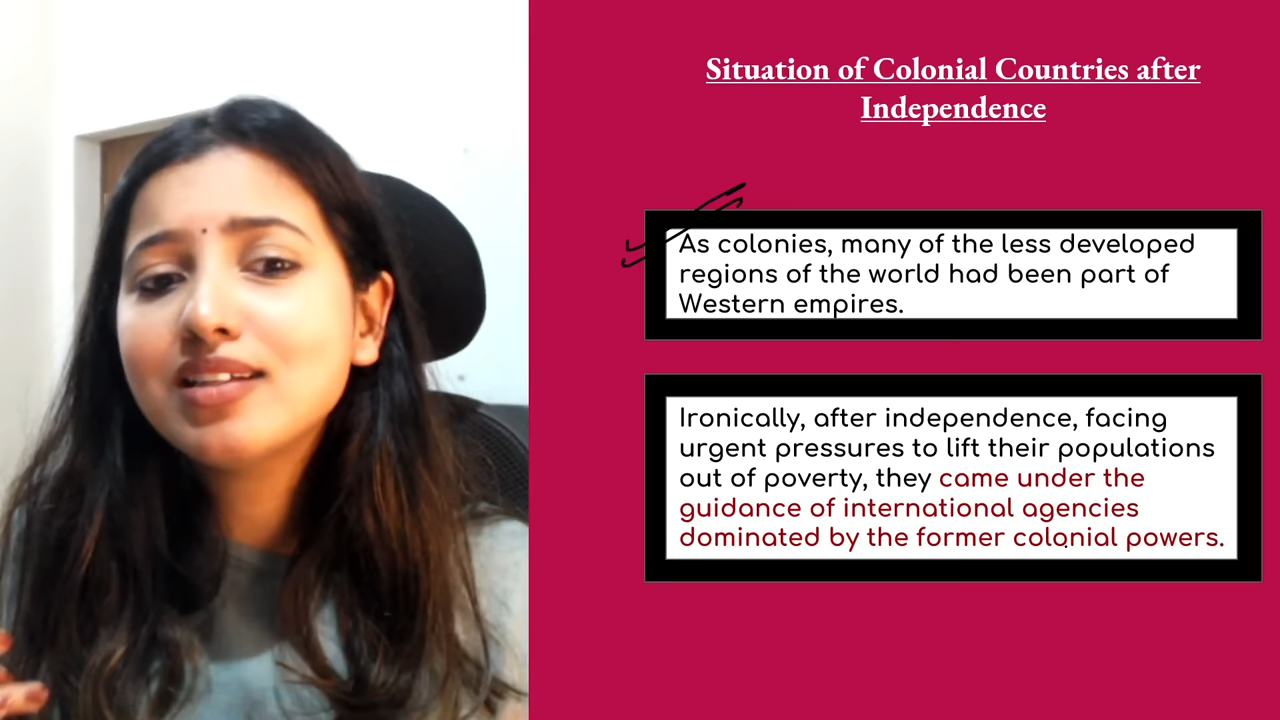 Situation of Colonial Countries after
Independence
As colonies, many of the less developed
regions of the world had been part of
Western empires.
Ironically, after independence, facing
urgent pressures to lift their populations
out of poverty, they came under the
guidance of international agencies
dominated by the former colonial powers.